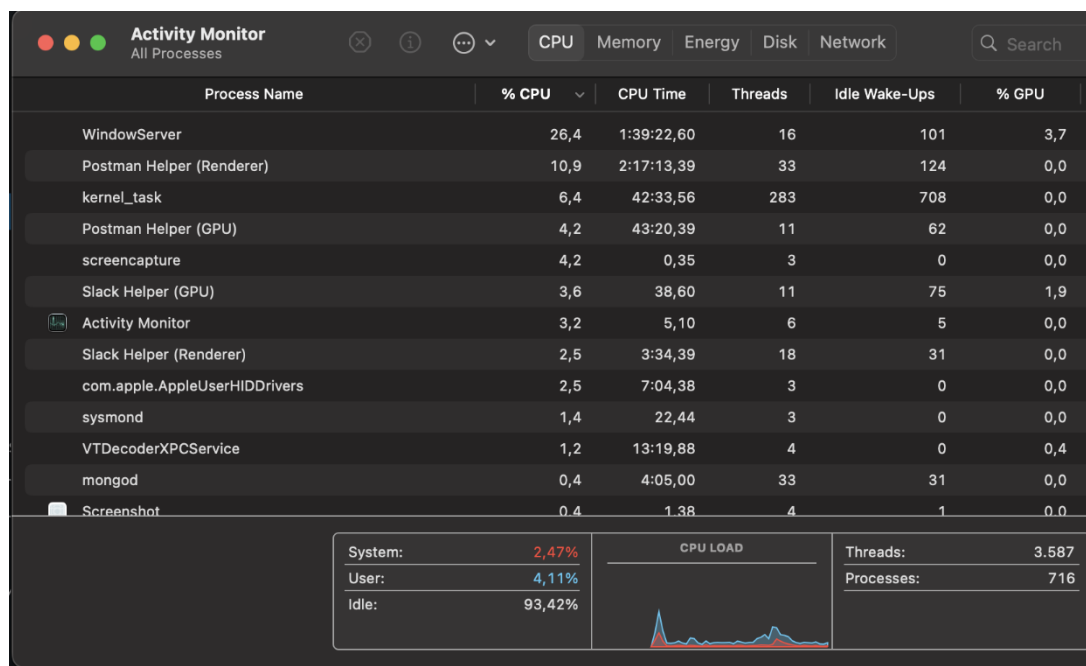 Activity Monitor
All Processes
CPU Memory Energy Disk Network Search
Process Name % CPU CPU Time Threads Idle Wake-Ups % GPU
WindowServer 26,4 1:39:22,60 16 101 3,7
Postman Helper (Renderer) 10,9 2:17:13,39 33 124 0,0
kernel_task 6,4 42:33,56 283 708 0,0
Postman Helper (GPU) 4,2 43:20,39 11 62 0,0
screencapture 4,2 0,35 3 0 0,0
Slack Helper (GPU) 3,6 38,60 11 75 1,9
Activity Monitor 3,2 5,10 6 5 0,0
Slack Helper (Renderer) 2,5 3:34,39 18 31 0,0
com.apple.AppleUserHIDDrivers 2,5 7:04,38 3 0 0,0
sysmond 1,4 22,44 3 0 0,0
VTDecoderXPCService 1,2 13:19,88 4 0 0,4
mongod 0,4 4:05,00 33 31 0,0
Screenshot 0,4 1,38 4 1 0,0
System: 2,47% CPU LOAD Threads: 3.587
User: 4,11% Processes: 716
Idle: 93,42%